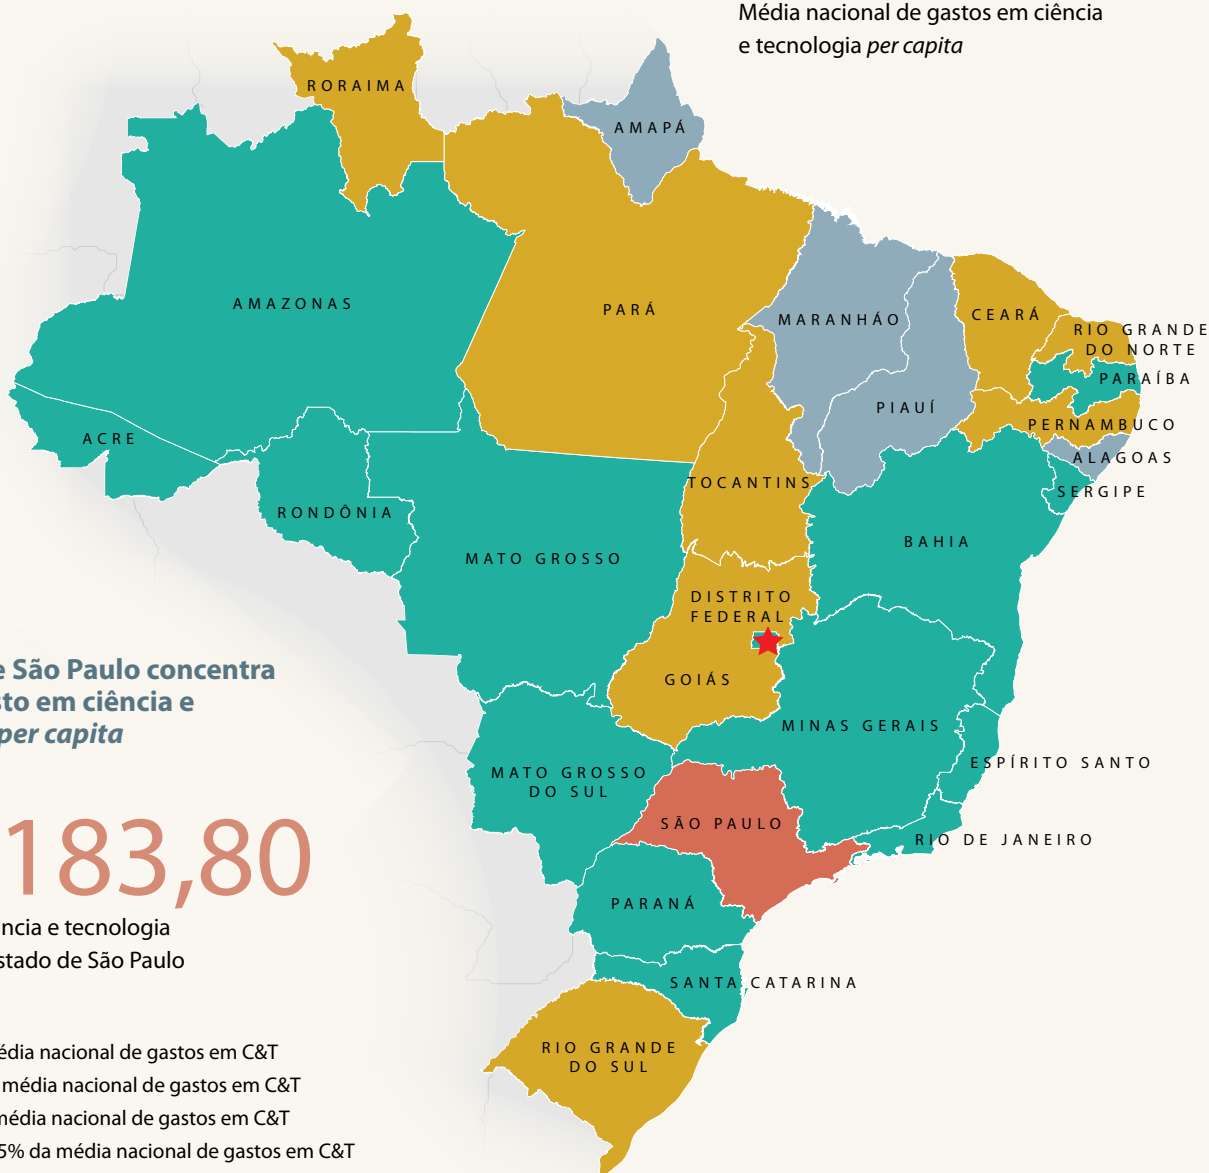 Média nacional de gastos em ciência
e tecnologia per capita
RORAIMA
AMAPÁ
AMAZONAS
PARÁ
MARANHÁO
CEARÁ
RIO GRANDE
DO NORTE
PARAÍBA
PIAUÍ
PERNAMBUCO
ACRE
ALAGOAS
TOCANTINS
SERGIPE
RONDÔNIA
BAHIA
MATO GROSSO
DISTRITO
FEDERAL
GOIÁS
e São Paulo concentra
sto em ciência e
per capita
MINAS GERAIS
ESPÍRITO SANTO
MATO GROSSO
DO SUL
SÃO PAULO
RIO DE JANEIRO
183,80
PARANÁ
ncia e tecnologia
stado de São Paulo
SANTA CATARINA
RIO GRANDE
DO SUL
édia nacional de gastos em C&T
média nacional de gastos em C&T
média nacional de gastos em C&T
5% da média nacional de gastos em C&T